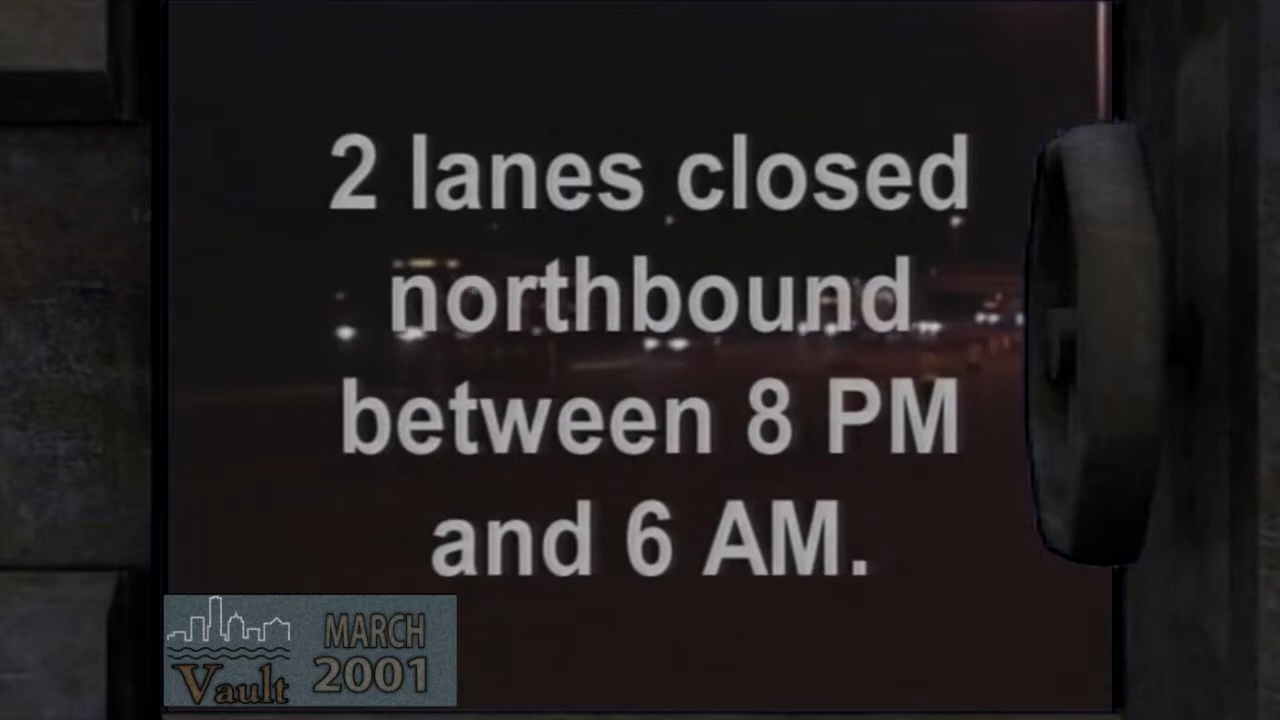 2 lanes closed
northbound
between 8 PM
and 6 AM.
MARCH
2001
Vault